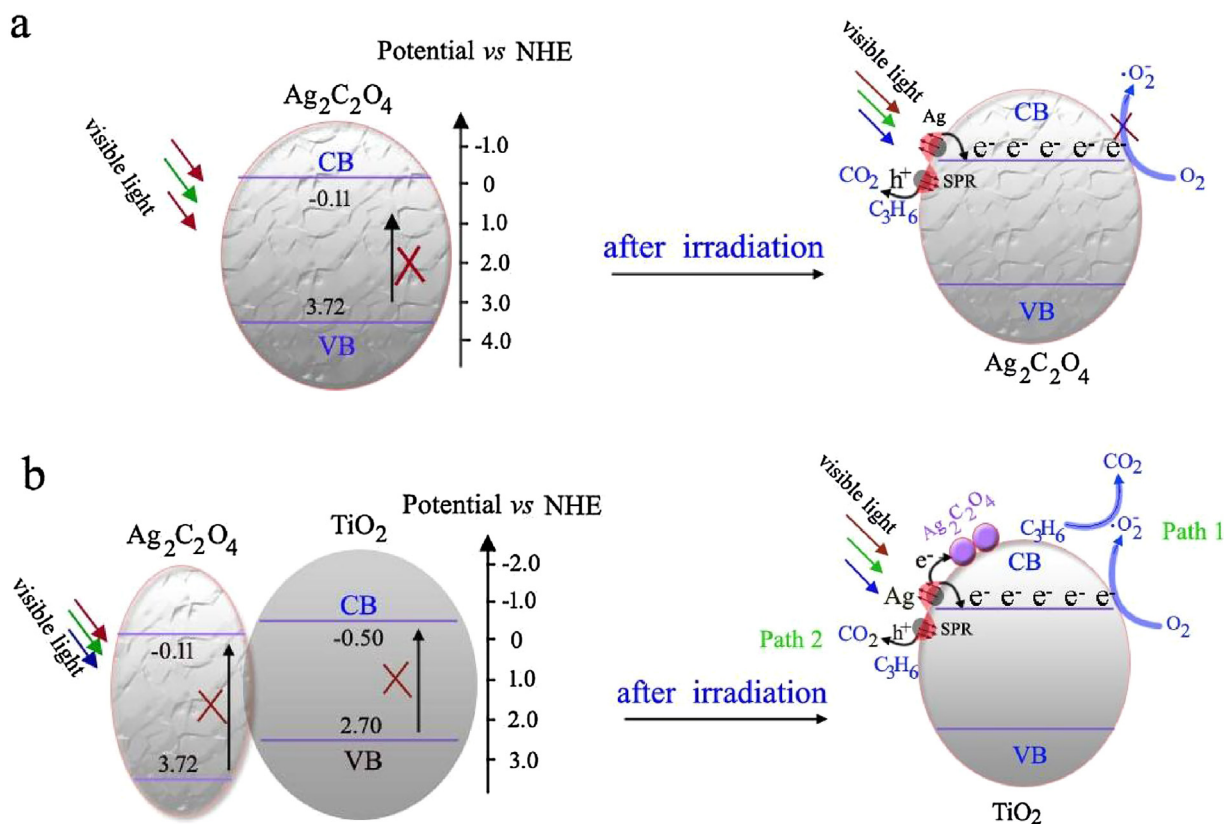 a
Potential vs NHE
Ag₂C₂O₄
visible light
CB
-0.11
3.72
VB
-1.0
0
1.0
2.0
3.0
4.0
after irradiation
visible light
Ag
CB
e⁻ e⁻ e⁻ e⁻ e⁻
·O₂⁻
O₂
CO₂
h⁺
SPR
C₃H₆
VB
Ag₂C₂O₄
b
Potential vs NHE
Ag₂C₂O₄
TiO₂
visible light
-0.11
3.72
CB
-0.50
2.70
VB
-2.0
-1.0
0
1.0
2.0
3.0
after irradiation
visible light
Ag₂C₂O₄
e⁻
Ag
CO₂
C₃H₆
·O₂⁻
Path 1
CB
e⁻ e⁻ e⁻ e⁻ e⁻
O₂
Path 2
CO₂
h⁺
SPR
C₃H₆
VB
TiO₂